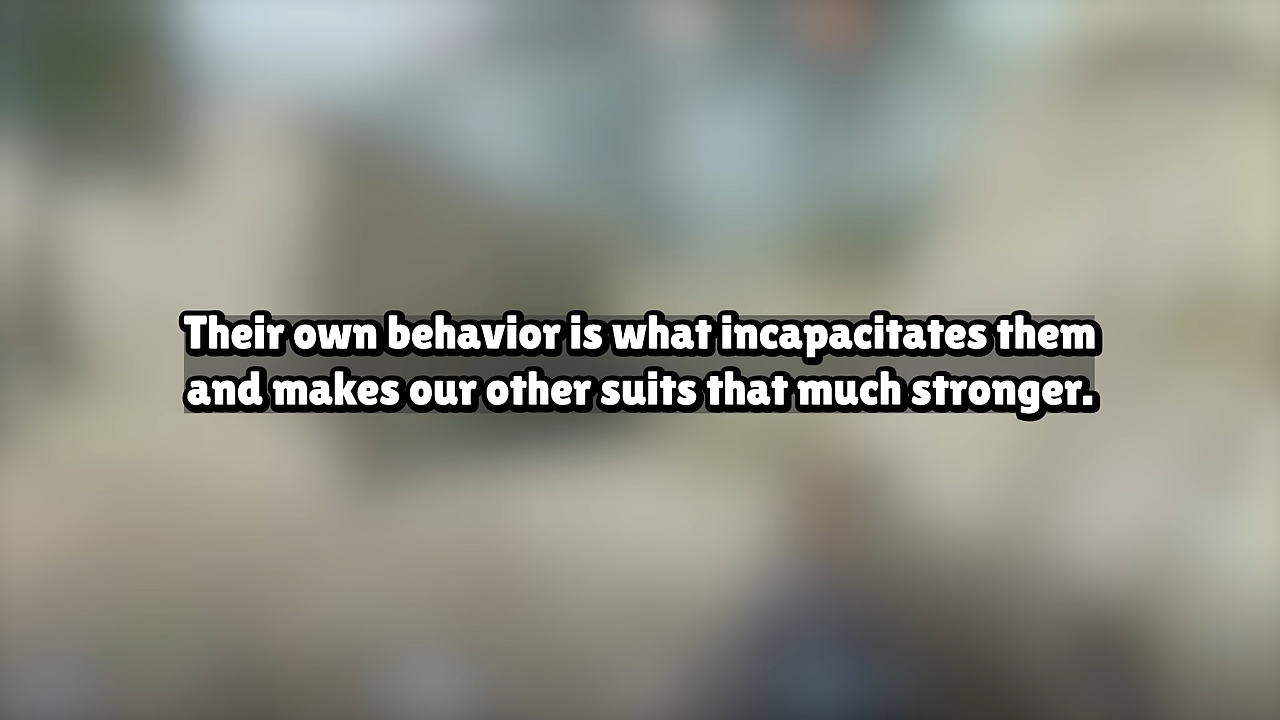 Their own behavior is what incapacitates them
and makes our other suits that much stronger.